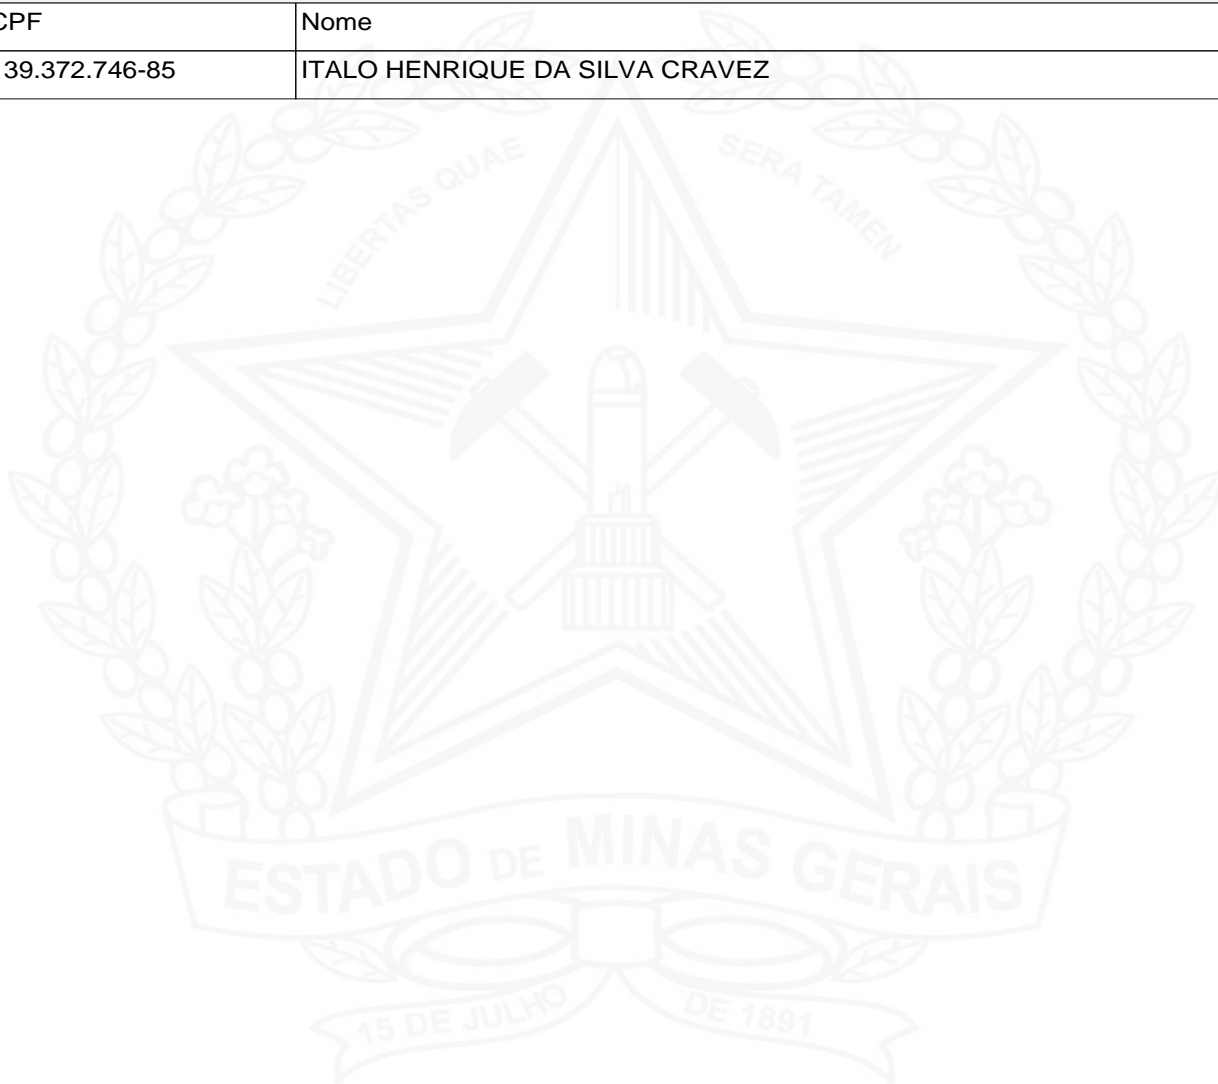 CPF Nome
39.372.746-85 ITALO HENRIQUE DA SILVA CRAVEZ
LIBERTAS QUAE SERA TAMEN
ESTADO DE MINAS GERAIS
15 DE JULHO DE 1891